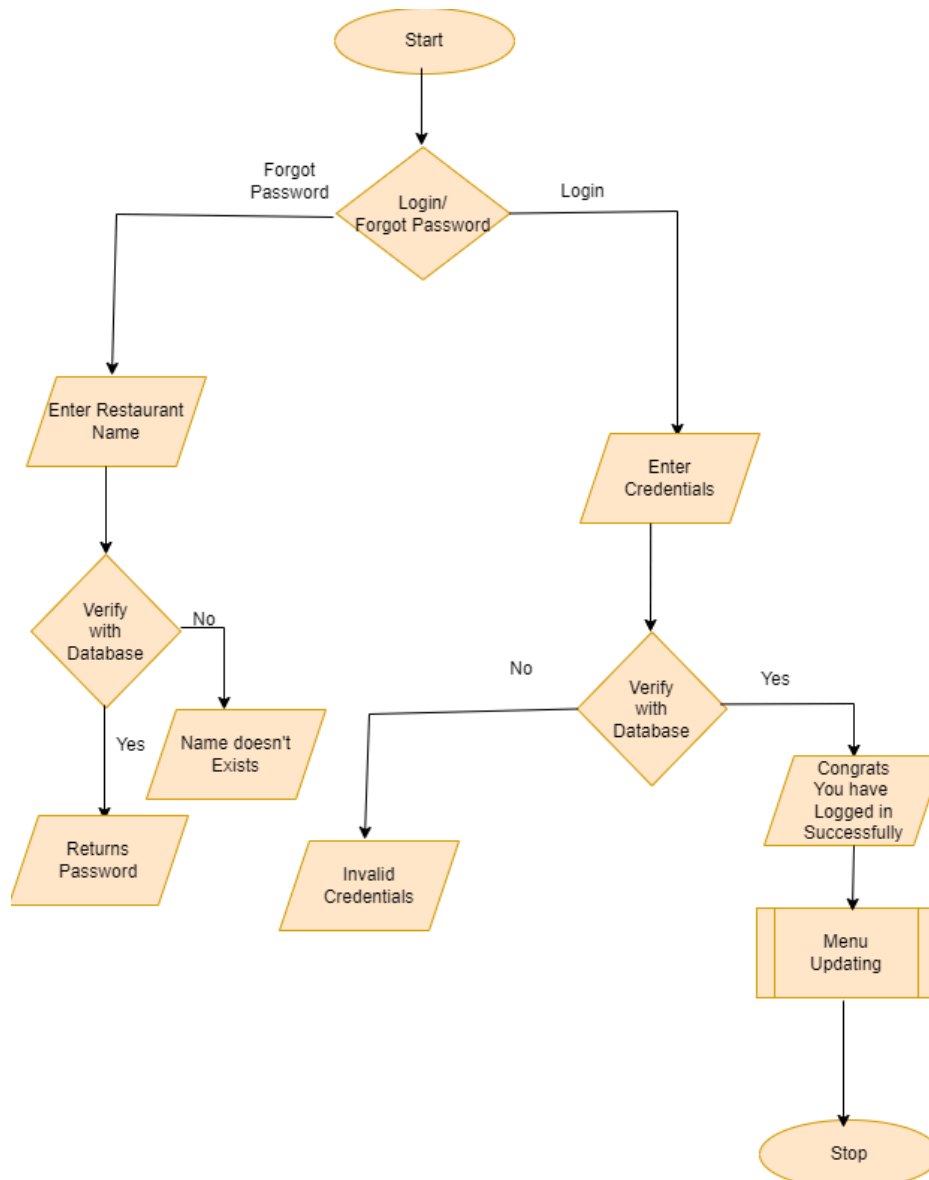 Start
Forgot
Password
Login/
Forgot Password
Login
Enter Restaurant
Name
Enter
Credentials
Verify
with
Database
No
Yes
Name doesn't
Exists
Returns
Password
No
Verify
with
Database
Yes
Invalid
Credentials
Congrats
You have
Logged in
Successfully
Menu
Updating
Stop